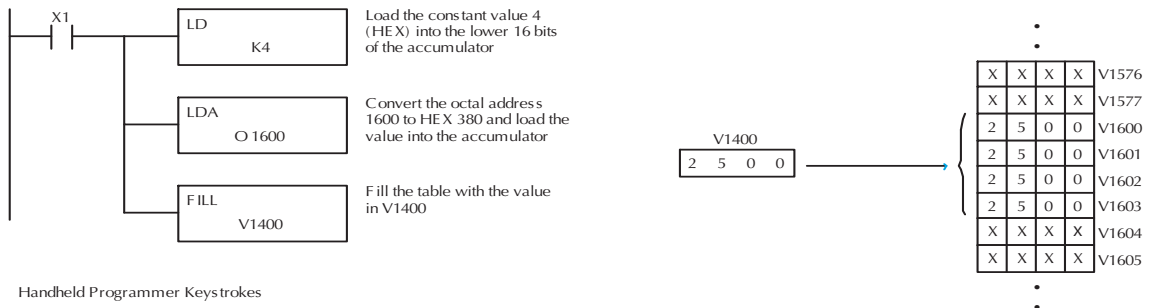 X1
LD
K4
Load the constant value 4
(HEX) into the lower 16 bits
of the accumulator
LDA
O 1600
Convert the octal address
1600 to HEX 380 and load the
value into the accumulator
FILL
V1400
Fill the table with the value
in V1400
V1400
2 5 0 0
X X X X V1576
X X X X V1577
2 5 0 0 V1600
2 5 0 0 V1601
2 5 0 0 V1602
2 5 0 0 V1603
X X X X V1604
X X X X V1605
Handheld Programmer Keystrokes